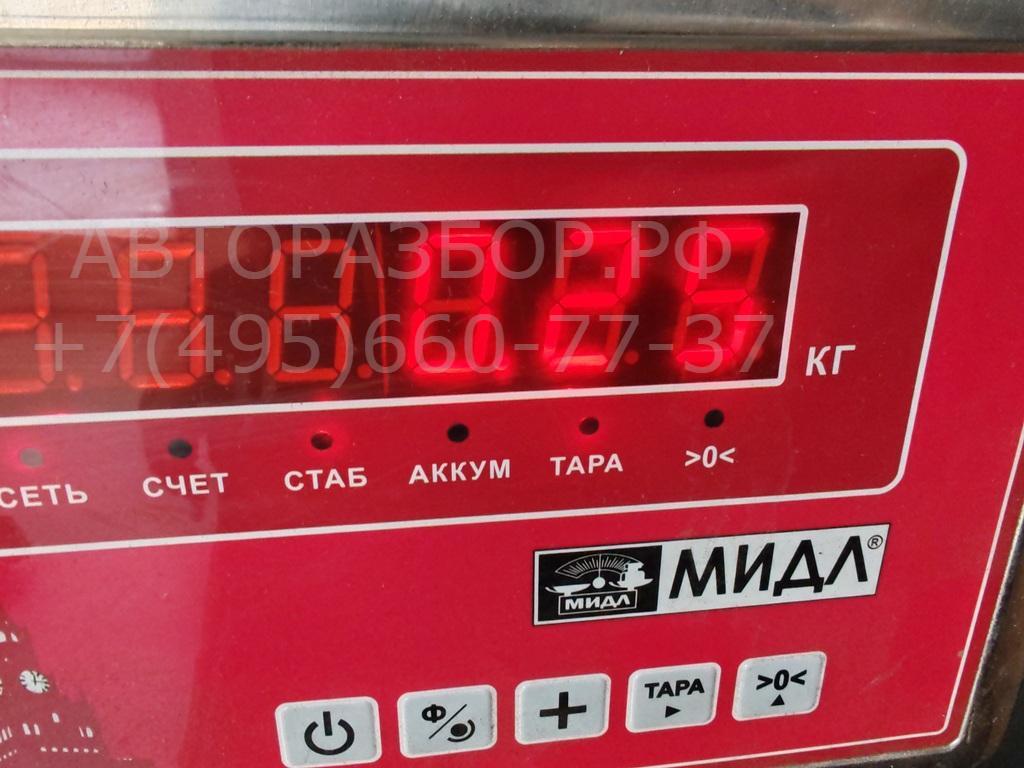 АВТОРАЗБОР.РФ
+7(495)660-77-37
КГ
СЕТЬ СЧЕТ СТАБ АККУМ ТАРА >0<
МИДЛ МИДЛ®
Ф ТАРА >0<